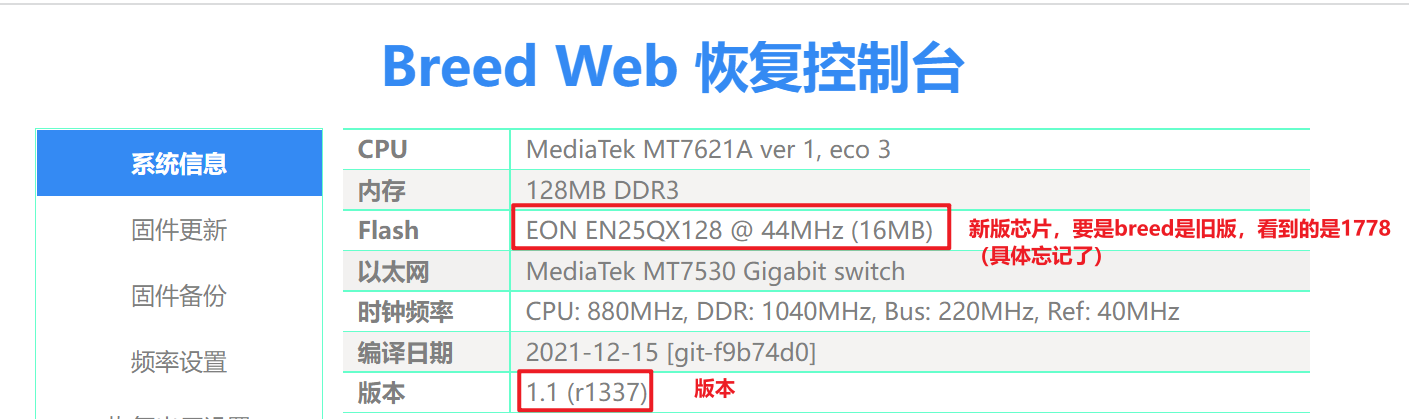 Breed Web 恢复控制台
系统信息
固件更新
固件备份
频率设置
CPU MediaTek MT7621A ver 1, eco 3
内存 128MB DDR3
Flash EON EN25QX128 @ 44MHz (16MB)
新版芯片，要是breed是旧版，看到的是1778
（具体忘记了）
以太网 MediaTek MT7530 Gigabit switch
时钟频率 CPU: 880MHz, DDR: 1040MHz, Bus: 220MHz, Ref: 40MHz
编译日期 2021-12-15 [git-f9b74d0]
版本 1.1 (r1337)
版本